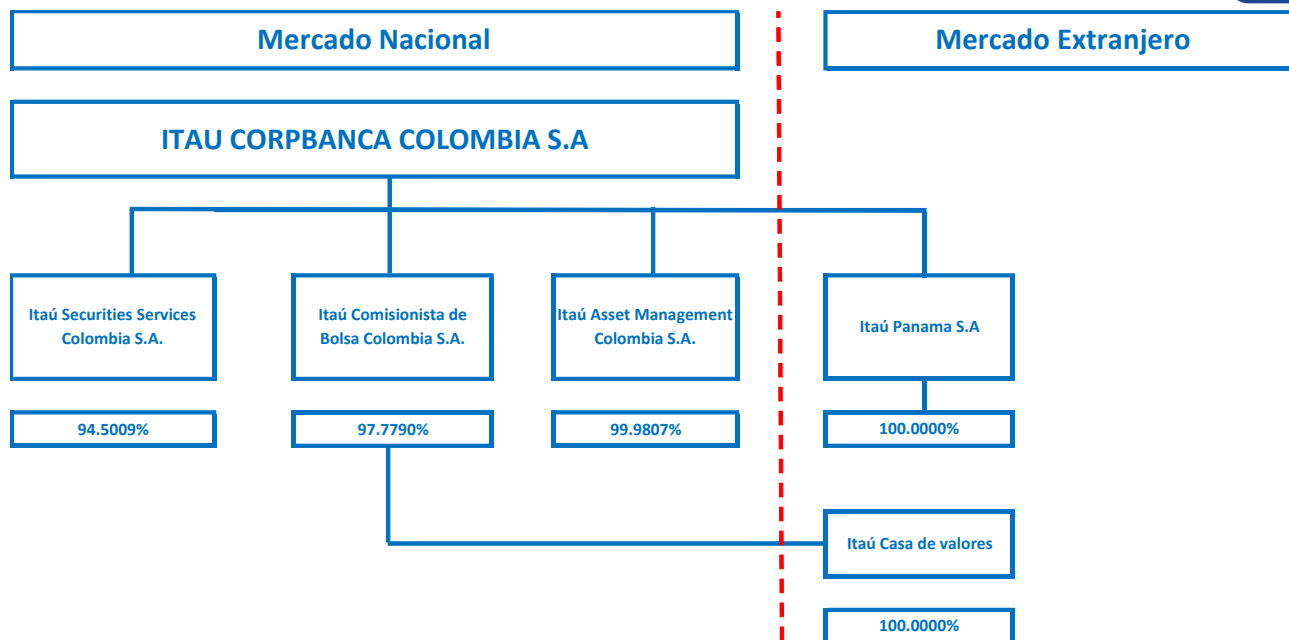 Mercado Nacional
Mercado Extranjero
ITAU CORPBANCA COLOMBIA S.A
Itaú Securities Services
Colombia S.A.
Itaú Comisionista de
Bolsa Colombia S.A.
Itaú Asset Management
Colombia S.A.
Itaú Panama S.A
94.5009%
97.7790%
99.9807%
100.0000%
Itaú Casa de valores
100.0000%